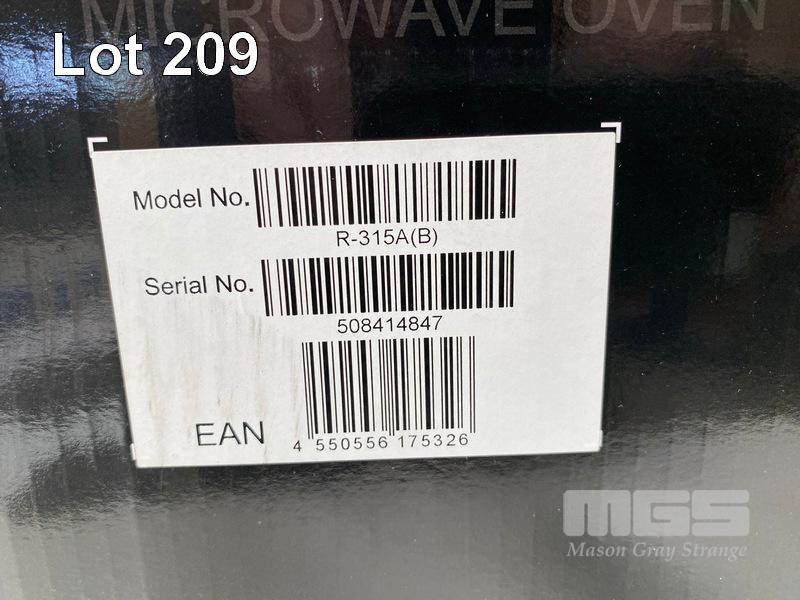 MICROWAVE OVEN
Lot 209
Model No.
R-315A(B)
Serial No.
508414847
EAN
4 550556 175326
MGS
Mason Gray Strange